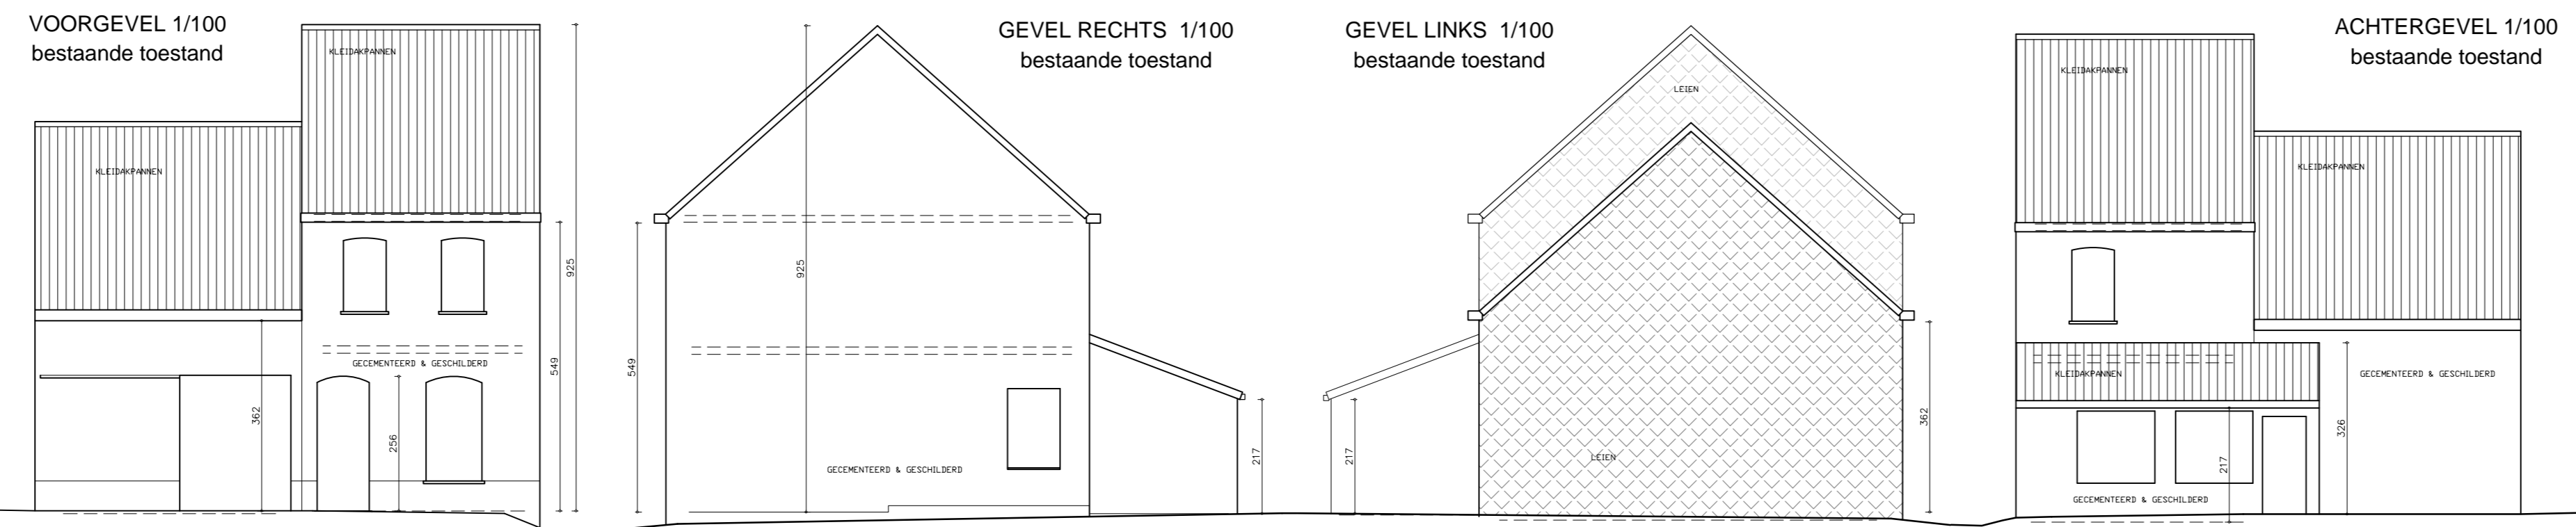 VOORGEVEL 1/100
bestaande toestand
KLEIDAKPANNEN
KLEIDAKPANNEN
GECEMENTEERD & GESCHILDERD
362
256
549
925
GEVEL RECHTS 1/100
bestaande toestand
925
549
GECEMENTEERD & GESCHILDERD
217
GEVEL LINKS 1/100
bestaande toestand
LEIEN
LEIEN
217
362
ACHTERGEVEL 1/100
bestaande toestand
KLEIDAKPANNEN
KLEIDAKPANNEN
KLEIDAKPANNEN
GECEMENTEERD & GESCHILDERD
326
217
GECEMENTEERD & GESCHILDERD